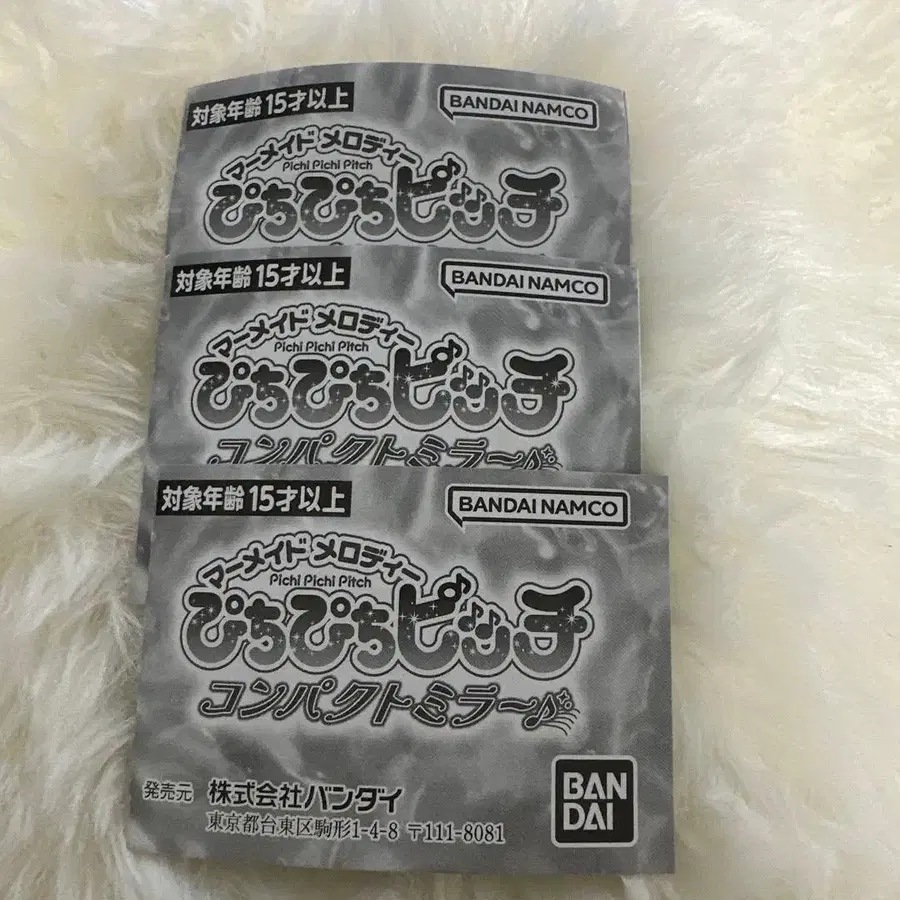 対象年齢 15才以上
BANDAI NAMCO
マーメイド メロディー
Pichi Pichi Pitch
ぴちぴちピッチ
対象年齢 15才以上
BANDAI NAMCO
マーメイド メロディー
Pichi Pichi Pitch
ぴちぴちピッチ
コンパクトミラー
対象年齢 15才以上
BANDAI NAMCO
マーメイド メロディー
Pichi Pichi Pitch
ぴちぴちピッチ
コンパクトミラー
発売元 株式会社バンダイ
東京都台東区駒形1-4-8 〒111-8081
BAN
DAI